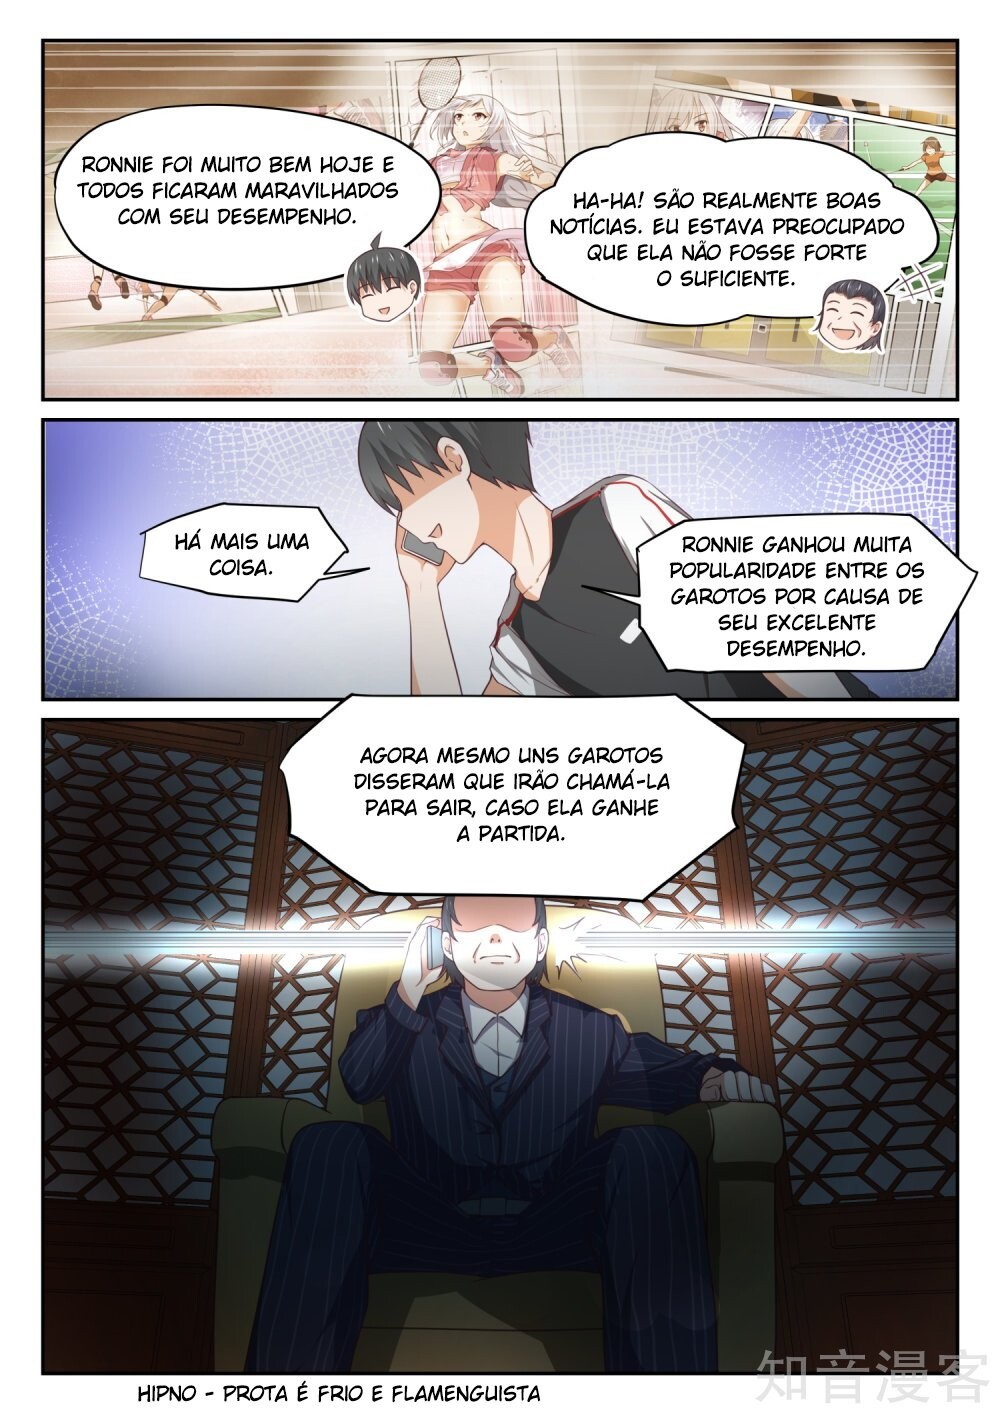 RONNIE FOI MUITO BEM HOJE E
TODOS FICARAM MARAVILHADOS
COM SEU DESEMPENHO.
HA-HA! SÃO REALMENTE BOAS
NOTÍCIAS. EU ESTAVA PREOCUPADO
QUE ELA NÃO FOSSE FORTE
O SUFICIENTE.
HÁ MAIS UMA
COISA.
RONNIE GANHOU MUITA
POPULARIDADE ENTRE OS
GAROTOS POR CAUSA DE
SEU EXCELENTE
DESEMPENHO.
AGORA MESMO UNS GAROTOS
DISSERAM QUE IRÃO CHAMÁ-LA
PARA SAIR, CASO ELA GANHE
A PARTIDA.
知音漫客
HIPNO - PROTA É FRIO E FLAMENGUISTA